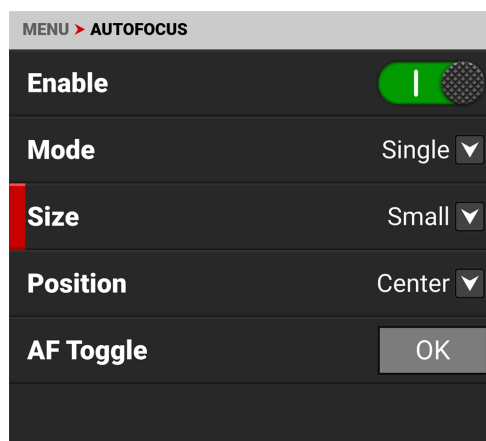 MENU ➤ AUTOFOCUS
Enable
Mode Single
Size Small
Position Center
AF Toggle OK